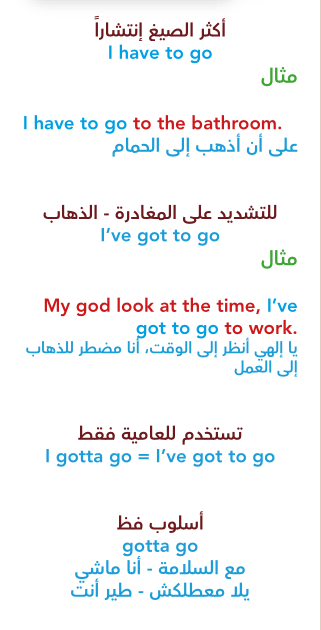 أكثر الصيغ إنتشاراً
I have to go
مثال
I have to go to the bathroom.
على أن أذهب إلى الحمام
للتشديد على المغادرة - الذهاب
I've got to go
مثال
My god look at the time, I've
got to go to work.
يا إلهي أنظر إلى الوقت، أنا مضطر للذهاب
إلى العمل
تستخدم للعامية فقط
I gotta go = I've got to go
أسلوب فظ
gotta go
مع السلامة - أنا ماشي
يلا معطلكش - طير أنت